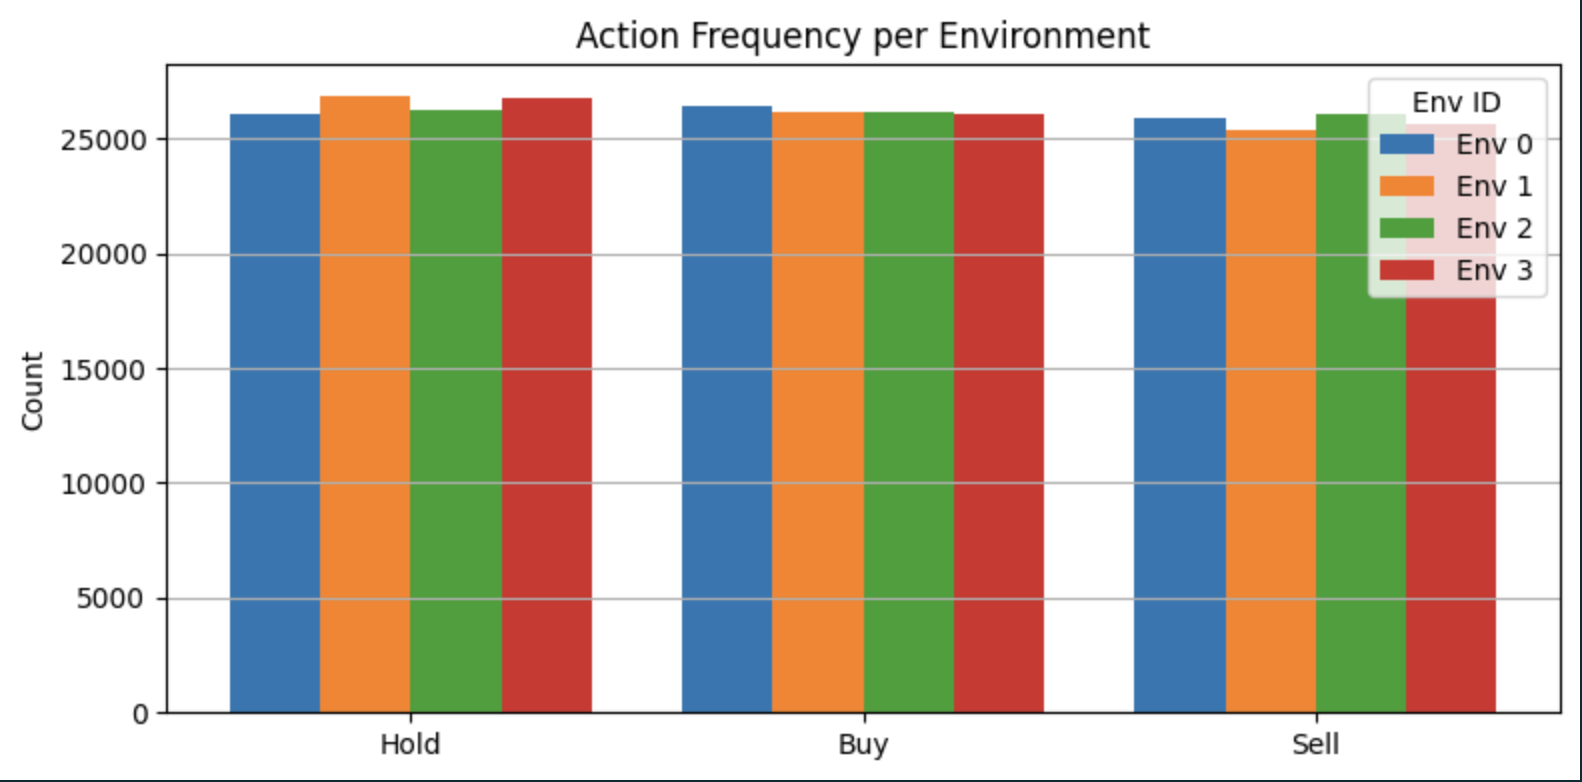 Action Frequency per Environment
Count
25000
20000
15000
10000
5000
0
Hold
Buy
Sell
Env ID
Env 0
Env 1
Env 2
Env 3